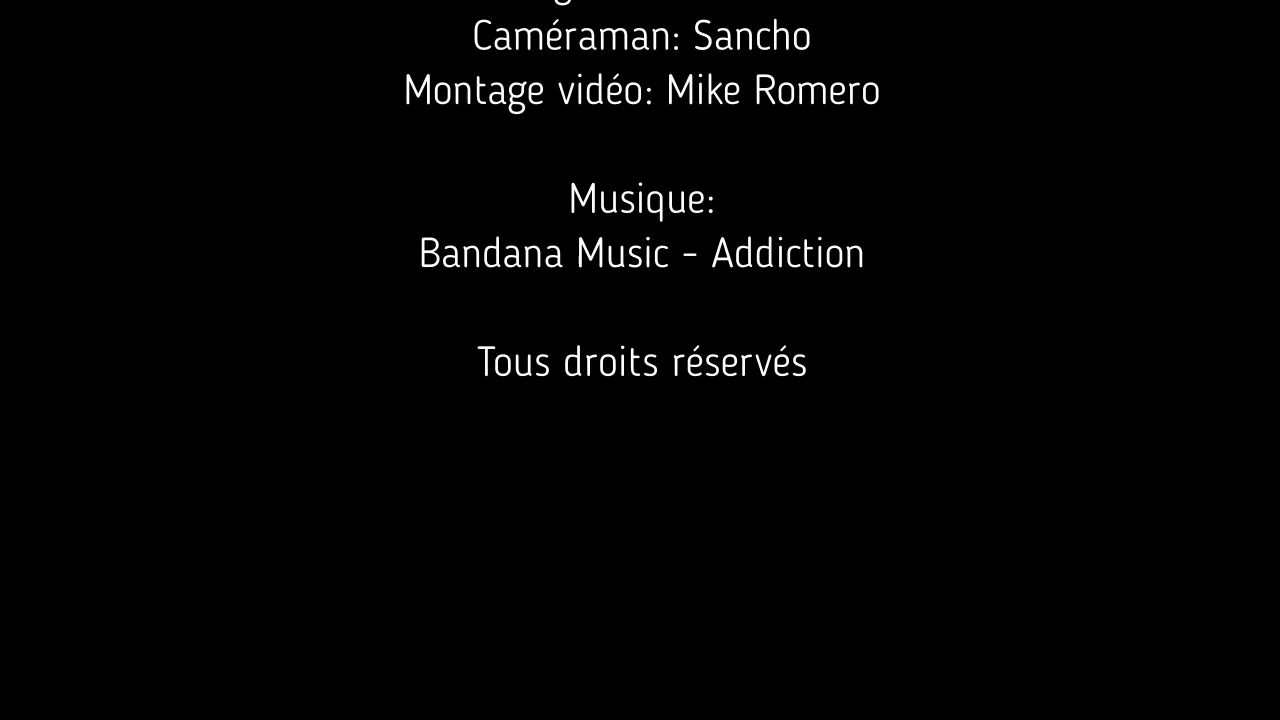 Caméraman: Sancho
Montage vidéo: Mike Romero
Musique:
Bandana Music - Addiction
Tous droits réservés